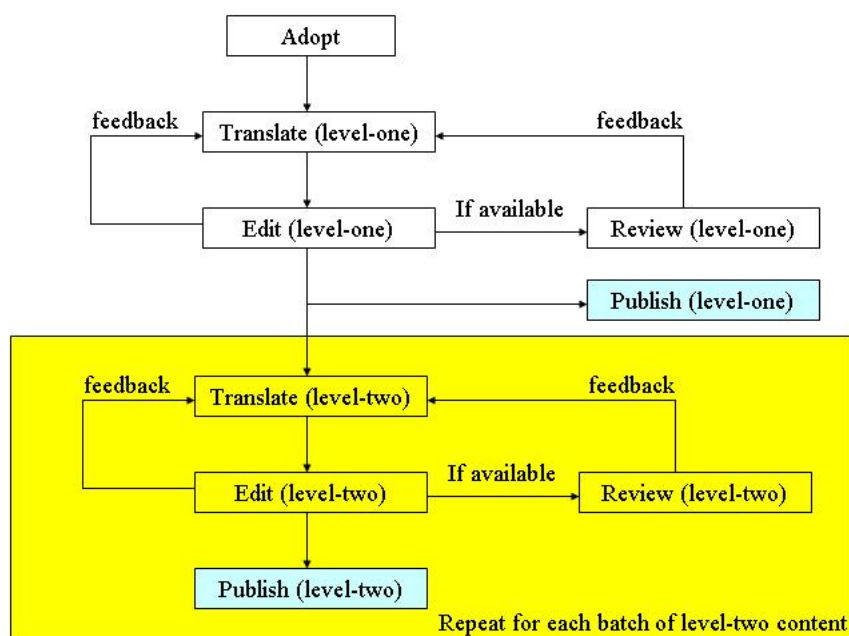 Adopt
feedback
Translate (level-one)
feedback
Edit (level-one)
If available
Review (level-one)
Publish (level-one)
feedback
Translate (level-two)
feedback
Edit (level-two)
If available
Review (level-two)
Publish (level-two)
Repeat for each batch of level-two content